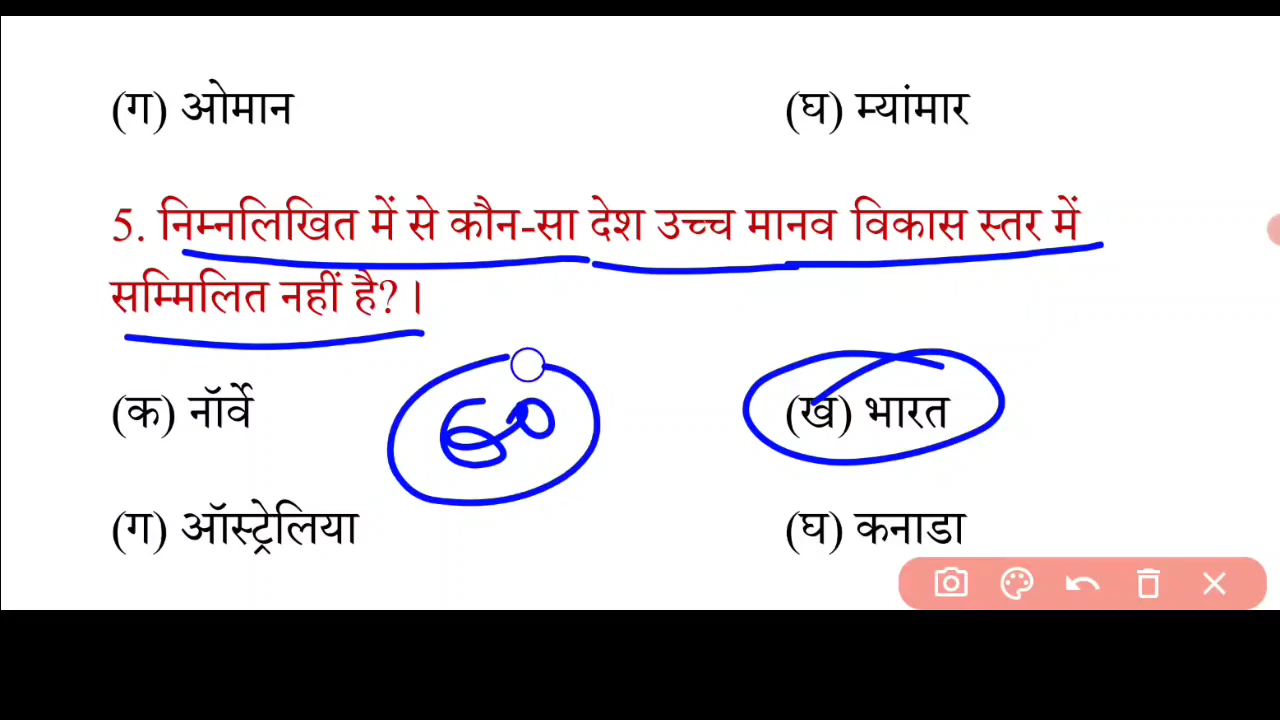 (ग) ओमान (घ) म्यांमार
5. निम्नलिखित में से कौन-सा देश उच्च मानव विकास स्तर में
सम्मिलित नहीं है?।
(क) नॉर्वे (ख) भारत
(ग) ऑस्ट्रेलिया (घ) कनाडा